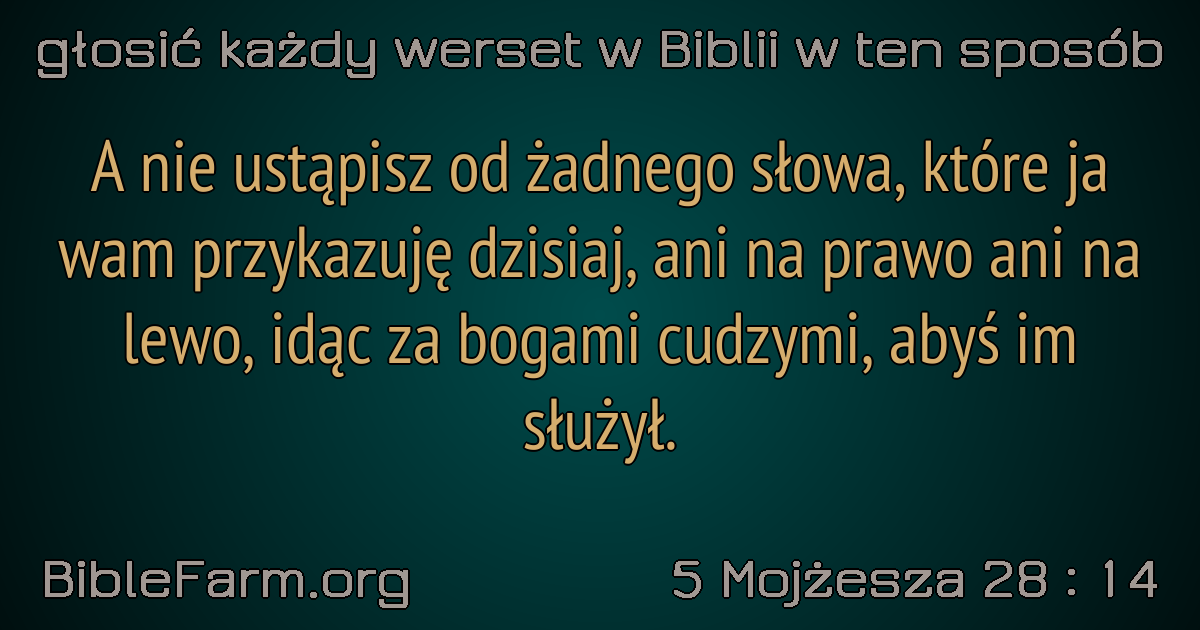 głosić każdy werset w Biblii w ten sposób
A nie ustąpisz od żadnego słowa, które ja
wam przykazuję dzisiaj, ani na prawo ani na
lewo, idąc za bogami cudzymi, abyś im
służył.
BibleFarm.org
5 Mojżesza 28 : 14